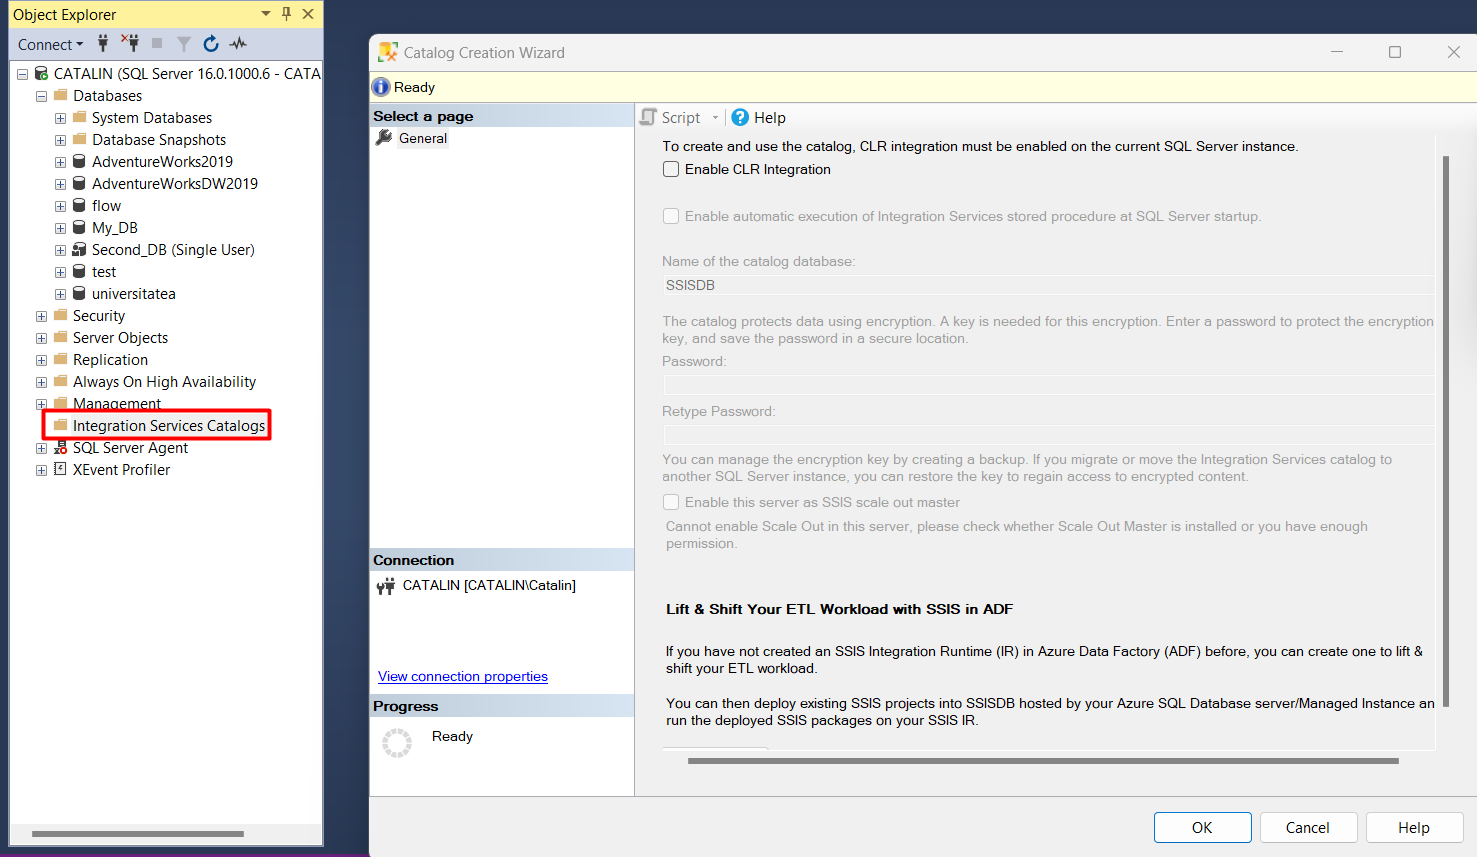 Object Explorer
Connect
CATALIN (SQL Server 16.0.1000.6 - CATA
Databases
System Databases
Database Snapshots
AdventureWorks2019
AdventureWorksDW2019
flow
My_DB
Second_DB (Single User)
test
universitatea
Security
Server Objects
Replication
Always On High Availability
Management
Integration Services Catalogs
SQL Server Agent
XEvent Profiler
Catalog Creation Wizard
Ready
Select a page
General
Connection
CATALIN [CATALIN\Catalin]
View connection properties
Progress
Ready
Script
Help
To create and use the catalog, CLR integration must be enabled on the current SQL Server instance.
Enable CLR Integration
Enable automatic execution of Integration Services stored procedure at SQL Server startup.
Name of the catalog database:
SSISDB
The catalog protects data using encryption. A key is needed for this encryption. Enter a password to protect the encryption
key, and save the password in a secure location.
Password:
Retype Password:
You can manage the encryption key by creating a backup. If you migrate or move the Integration Services catalog to
another SQL Server instance, you can restore the key to regain access to encrypted content.
Enable this server as SSIS scale out master
Cannot enable Scale Out in this server, please check whether Scale Out Master is installed or you have enough
permission.
Lift & Shift Your ETL Workload with SSIS in ADF
If you have not created an SSIS Integration Runtime (IR) in Azure Data Factory (ADF) before, you can create one to lift &
shift your ETL workload.
You can then deploy existing SSIS projects into SSISDB hosted by your Azure SQL Database server/Managed Instance an
run the deployed SSIS packages on your SSIS IR.
OK
Cancel
Help